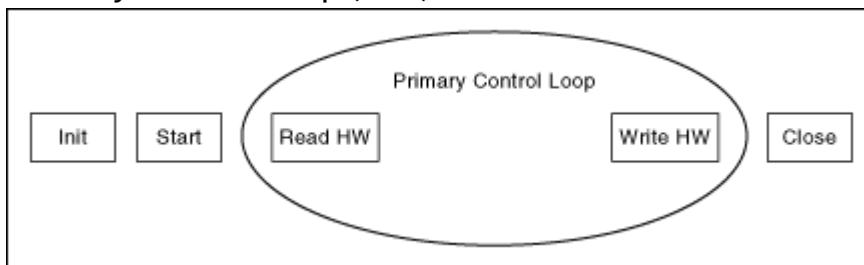 Primary Control Loop
Init Start Read HW Write HW Close